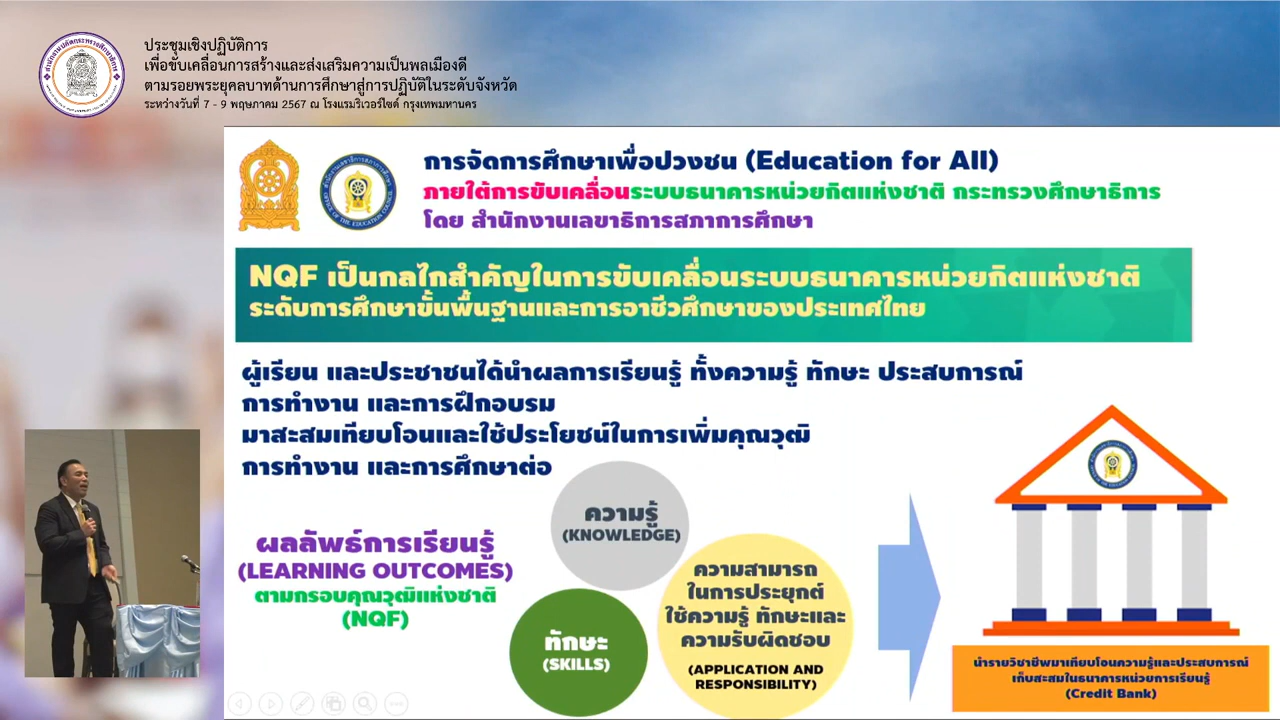 ประชุมเชิงปฏิบัติการ
เพื่อขับเคลื่อนการสร้างและส่งเสริมความเป็นพลเมืองดี
ตามรอยพระยุคลบาทด้านการศึกษาสู่การปฏิบัติในระดับจังหวัด
ระหว่างวันที่ 7 - 9 พฤษภาคม 2567 ณ โรงแรมริเวอร์ไซด์ กรุงเทพมหานคร
การจัดการศึกษาเพื่อปวงชน (Education for All)
ภายใต้การขับเคลื่อนระบบธนาคารหน่วยกิตแห่งชาติ กระทรวงศึกษาธิการ
โดย สำนักงานเลขาธิการสภาการศึกษา
NQF เป็นกลไกสำคัญในการขับเคลื่อนระบบธนาคารหน่วยกิตแห่งชาติ
ระดับการศึกษาขั้นพื้นฐานและการอาชีวศึกษาของประเทศไทย
ผู้เรียน และประชาชนได้นำผลการเรียนรู้ ทั้งความรู้ ทักษะ ประสบการณ์
การทำงาน และการฝึกอบรม
มาสะสมเทียบโอนและใช้ประโยชน์ในการเพิ่มคุณวุฒิ
การทำงาน และการศึกษาต่อ
ผลลัพธ์การเรียนรู้
(LEARNING OUTCOMES)
ตามกรอบคุณวุฒิแห่งชาติ
(NQF)
ความรู้
(KNOWLEDGE)
ทักษะ
(SKILLS)
ความสามารถ
ในการประยุกต์
ใช้ความรู้ ทักษะและ
ความรับผิดชอบ
(APPLICATION AND
RESPONSIBILITY)
นำรายวิชาชีพมาเทียบโอนความรู้และประสบการณ์
เก็บสะสมในธนาคารหน่วยการเรียนรู้
(Credit Bank)